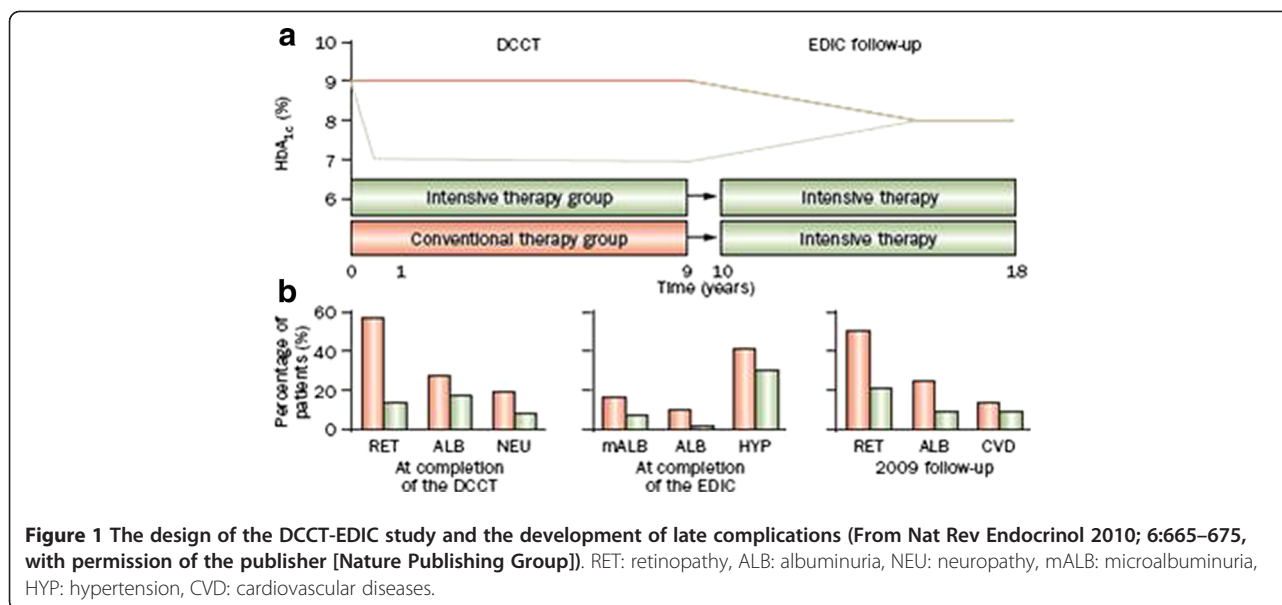 a
DCCT
EDIC follow-up
10
9
8
7
6
HbA1c (%)
Intensive therapy group
Intensive therapy
Conventional therapy group
Intensive therapy
0 1 9 10 18
Time (years)
b
60
40
20
0
Percentage of
patients (%)
RET ALB NEU
At completion
of the DCCT
mALB ALB HYP
At completion
of the EDIC
RET ALB CVD
2009 follow-up
Figure 1 The design of the DCCT-EDIC study and the development of late complications (From Nat Rev Endocrinol 2010; 6:665–675,
with permission of the publisher [Nature Publishing Group]). RET: retinopathy, ALB: albuminuria, NEU: neuropathy, mALB: microalbuminuria,
HYP: hypertension, CVD: cardiovascular diseases.